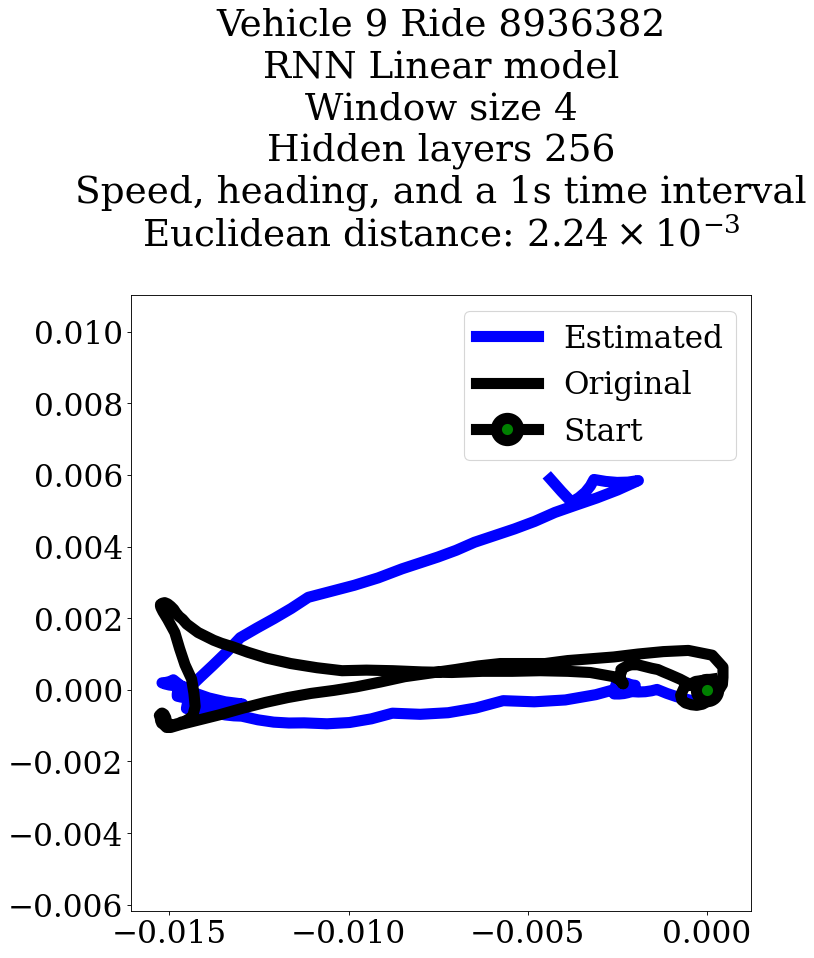 Vehicle 9 Ride 8936382
RNN Linear model
Window size 4
Hidden layers 256
Speed, heading, and a 1s time interval
Euclidean distance: 2.24 × 10⁻³
Estimated
Original
Start
0.010
0.008
0.006
0.004
0.002
0.000
−0.002
−0.004
−0.006
−0.015 −0.010 −0.005 0.000